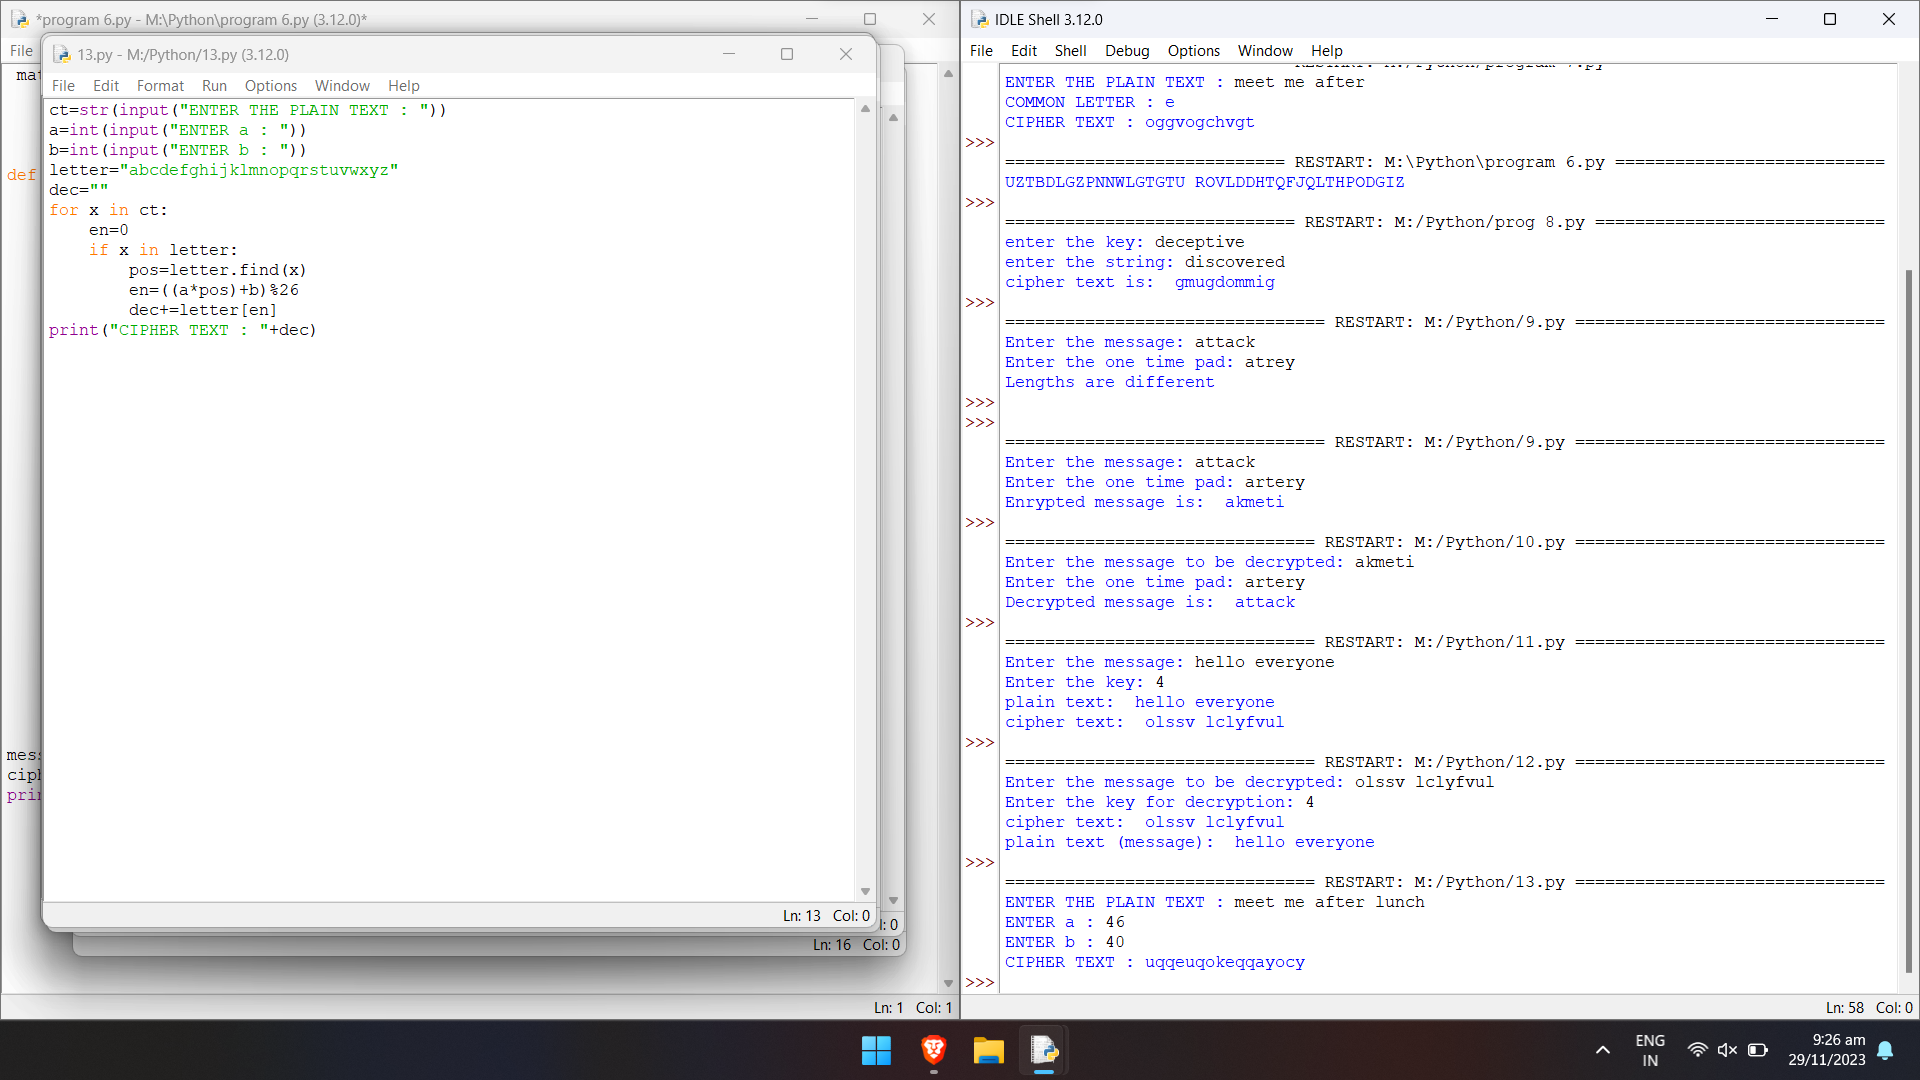 *program 6.py - M:\Python\program 6.py (3.12.0)*
File
13.py - M:/Python/13.py (3.12.0)
File Edit Format Run Options Window Help
ct=str(input("ENTER THE PLAIN TEXT : "))
a=int(input("ENTER a : "))
b=int(input("ENTER b : "))
letter="abcdefghijklmnopqrstuvwxyz"
dec=""
for x in ct:
    en=0
    if x in letter:
        pos=letter.find(x)
        en=((a*pos)+b)%26
        dec+=letter[en]
print("CIPHER TEXT : "+dec)
def
Ln: 13 Col: 0
: 0
Ln: 16 Col: 0
Ln: 1 Col: 1
IDLE Shell 3.12.0
File Edit Shell Debug Options Window Help
ENTER THE PLAIN TEXT : meet me after
COMMON LETTER : e
CIPHER TEXT : oggvogchvgt
>>>
============================ RESTART: M:\Python\program 6.py ===========================
UZTBDLGZPNNWLGTGTU ROVLDDHTQFJQLTHPODGIZ
>>>
============================= RESTART: M:/Python/prog 8.py =============================
enter the key: deceptive
enter the string: discovered
cipher text is:  gmugdommig
>>>
================================ RESTART: M:/Python/9.py ===============================
Enter the message: attack
Enter the one time pad: atrey
Lengths are different
>>>
>>>
================================ RESTART: M:/Python/9.py ===============================
Enter the message: attack
Enter the one time pad: artery
Enrypted message is:  akmeti
>>>
=============================== RESTART: M:/Python/10.py ===============================
Enter the message to be decrypted: akmeti
Enter the one time pad: artery
Decrypted message is:  attack
>>>
=============================== RESTART: M:/Python/11.py ===============================
Enter the message: hello everyone
Enter the key: 4
plain text:  hello everyone
cipher text:  olssv lclyfvul
>>>
=============================== RESTART: M:/Python/12.py ===============================
Enter the message to be decrypted: olssv lclyfvul
Enter the key for decryption: 4
cipher text:  olssv lclyfvul
plain text (message):  hello everyone
>>>
=============================== RESTART: M:/Python/13.py ===============================
ENTER THE PLAIN TEXT : meet me after lunch
ENTER a : 46
ENTER b : 40
CIPHER TEXT : uqqeuqokeqqayocy
>>>
Ln: 58 Col: 0
ENG
IN
9:26 am
29/11/2023